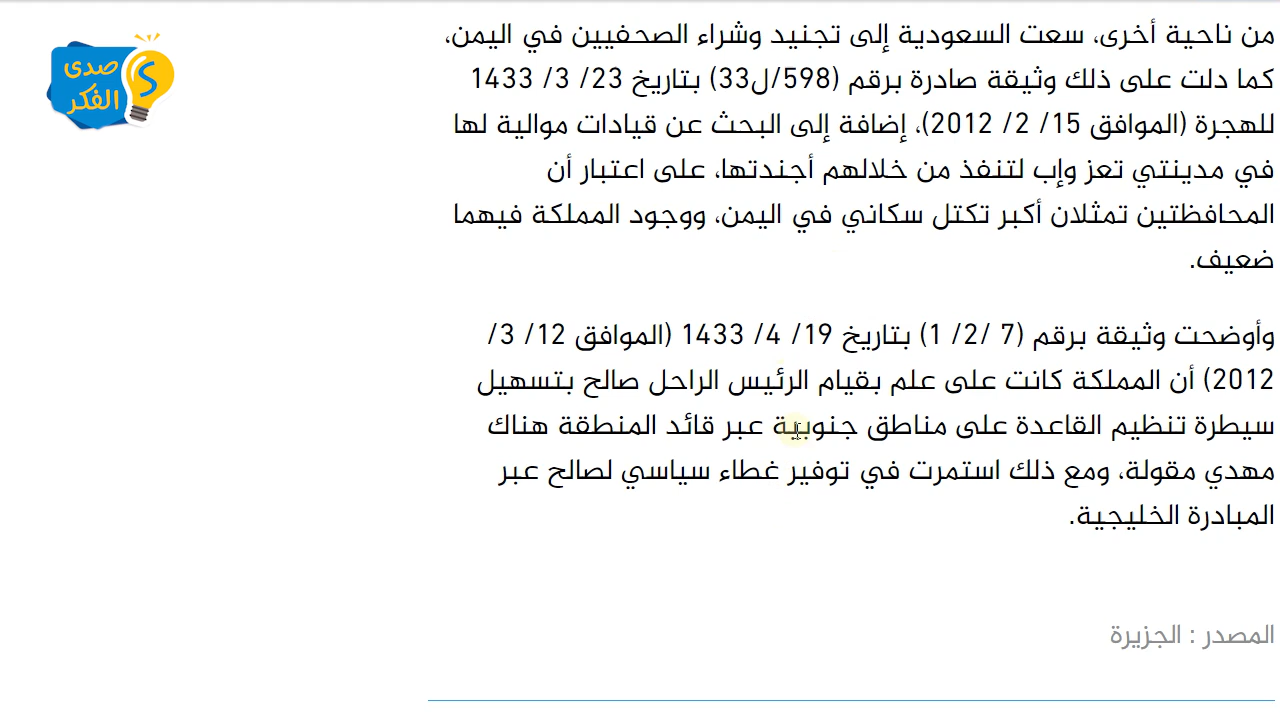 من ناحية أخرى، سعت السعودية إلى تجنيد وشراء الصحفيين في اليمن،
كما دلت على ذلك وثيقة صادرة برقم (598/ل33) بتاريخ 23/ 3/ 1433
للهجرة (الموافق 15/ 2/ 2012)، إضافة إلى البحث عن قيادات موالية لها
في مدينتي تعز وإب لتنفذ من خلالهم أجندتها، على اعتبار أن
المحافظتين تمثلان أكبر تكتل سكاني في اليمن، ووجود المملكة فيهما
ضعيف.
وأوضحت وثيقة برقم (7 /2/ 1) بتاريخ 19/ 4/ 1433 (الموافق 12/ 3/
2012) أن المملكة كانت على علم بقيام الرئيس الراحل صالح بتسهيل
سيطرة تنظيم القاعدة على مناطق جنوبية عبر قائد المنطقة هناك
مهدي مقولة، ومع ذلك استمرت في توفير غطاء سياسي لصالح عبر
المبادرة الخليجية.
المصدر : الجزيرة
صدى
الفكر